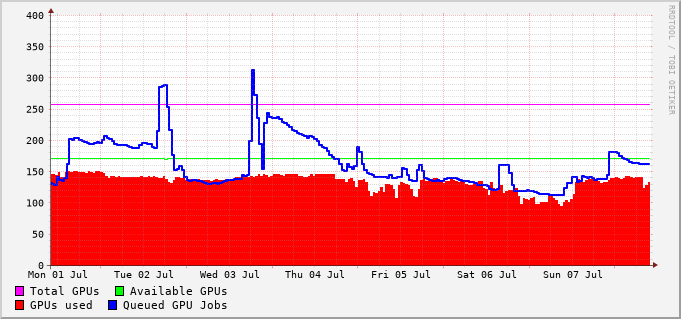 RRDTOOL / TOBI OETIKER
400
350
300
250
200
150
100
50
0
Mon 01 Jul Tue 02 Jul Wed 03 Jul Thu 04 Jul Fri 05 Jul Sat 06 Jul Sun 07 Jul
Total GPUs Available GPUs
GPUs used Queued GPU Jobs